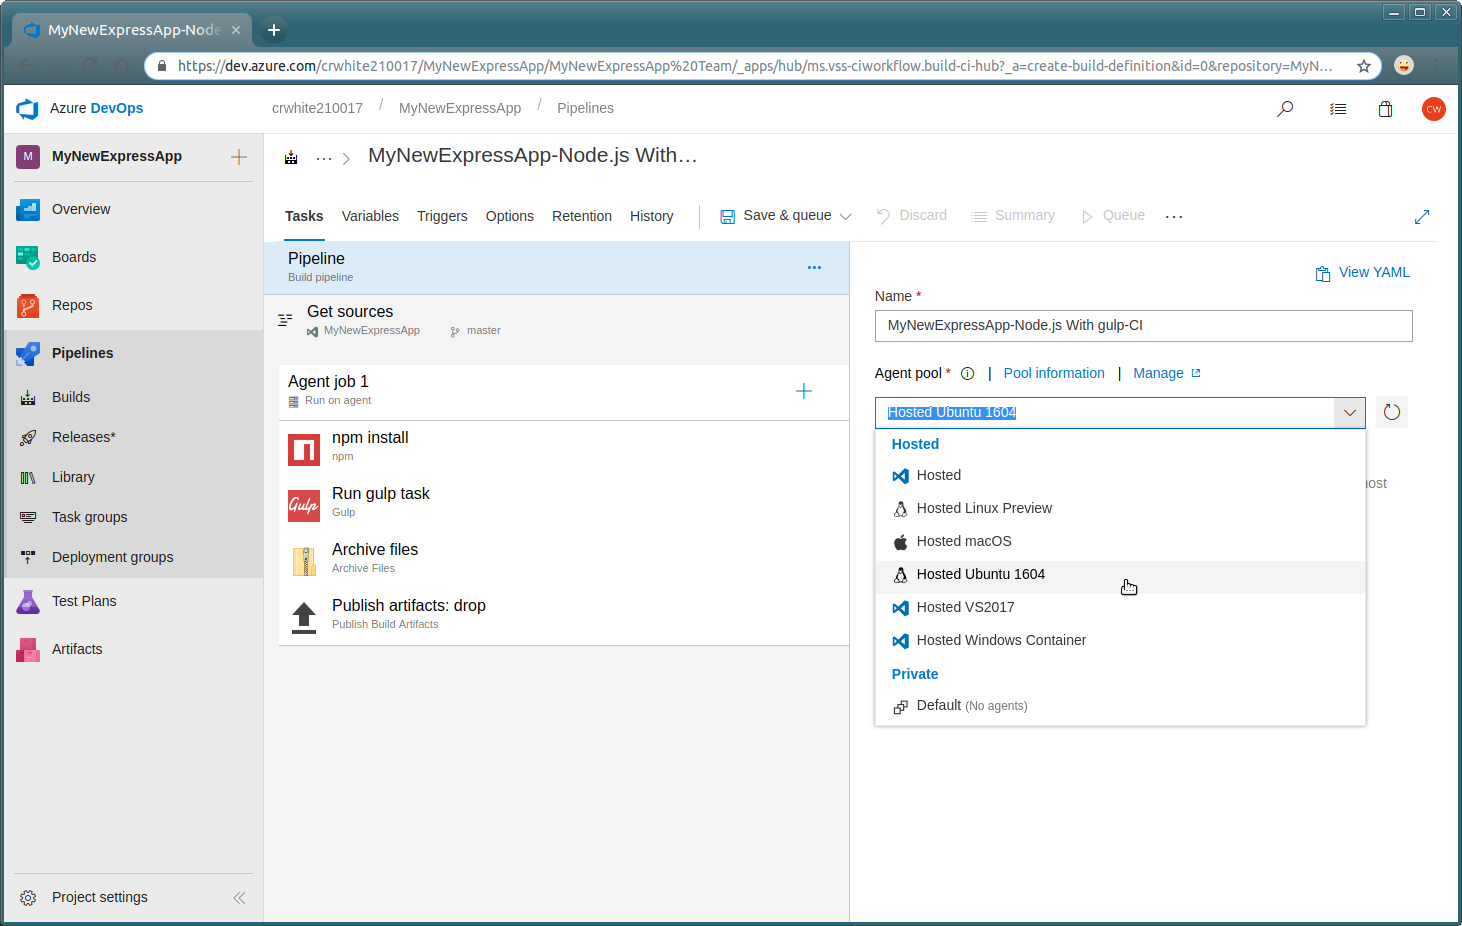 MyNewExpressApp-Node
https://dev.azure.com/crwhite210017/MyNewExpressApp/MyNewExpressApp%20Team/_apps/hub/ms.vss-ciworkflow.build-ci-hub?_a=create-build-definition&id=0&repository=MyN...
Azure DevOps
crwhite210017 / MyNewExpressApp / Pipelines
CW
M MyNewExpressApp
Overview
Boards
Repos
Pipelines
Builds
Releases*
Library
Task groups
Deployment groups
Test Plans
Artifacts
Project settings
... > MyNewExpressApp-Node.js With...
Tasks Variables Triggers Options Retention History Save & queue Discard Summary Queue ...
Pipeline
Build pipeline
Get sources
MyNewExpressApp master
Agent job 1
Run on agent
npm install
npm
Gulp
Run gulp task
Gulp
Archive files
Archive Files
Publish artifacts: drop
Publish Build Artifacts
View YAML
Name *
MyNewExpressApp-Node.js With gulp-CI
Agent pool * | Pool information | Manage
Hosted Ubuntu 1604
Hosted
Hosted
Hosted Linux Preview
Hosted macOS
Hosted Ubuntu 1604
Hosted VS2017
Hosted Windows Container
Private
Default (No agents)